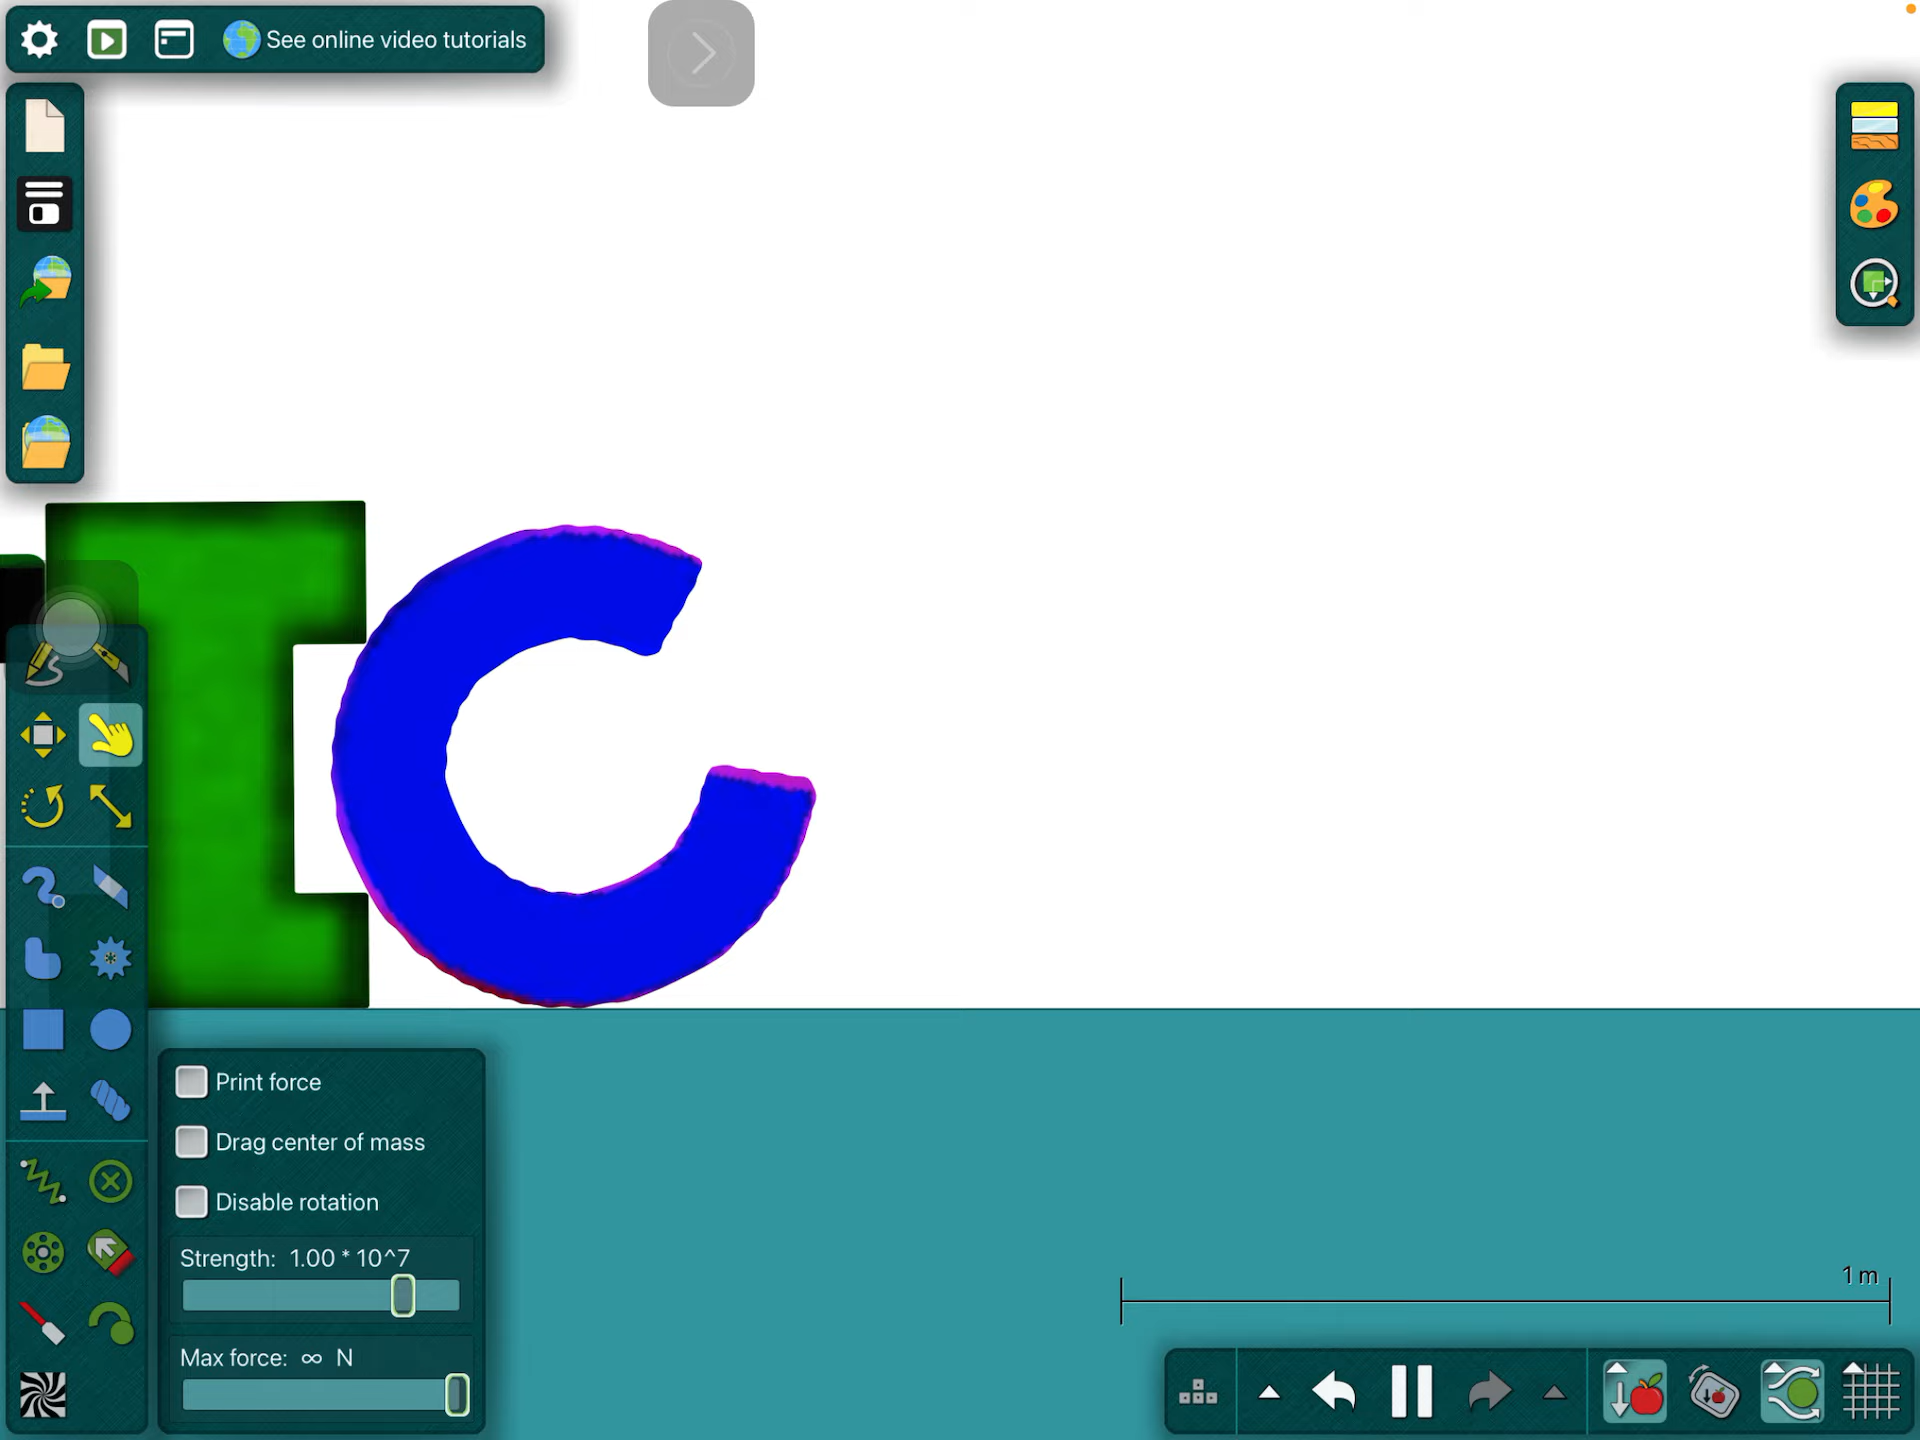 See online video tutorials
I C
Print force
Drag center of mass
Disable rotation
Strength: 1.00 * 10^7
Max force: ∞ N
1 m